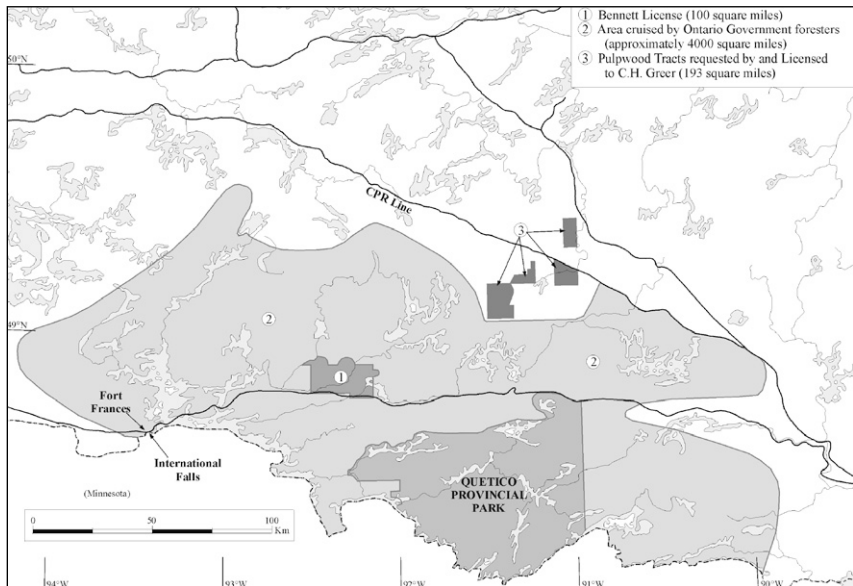 ① Bennett License (100 square miles)
② Area cruised by Ontario Government foresters
(approximately 4000 square miles)
③ Pulpwood Tracts requested by and Licensed
to C.H. Greer (193 square miles)
50°N
CPR Line
③
49°N
②
②
①
Fort
Frances
International
Falls
QUETICO
PROVINCIAL
PARK
(Minnesota)
0 50 100
Km
94°W 93°W 92°W 91°W 90°W